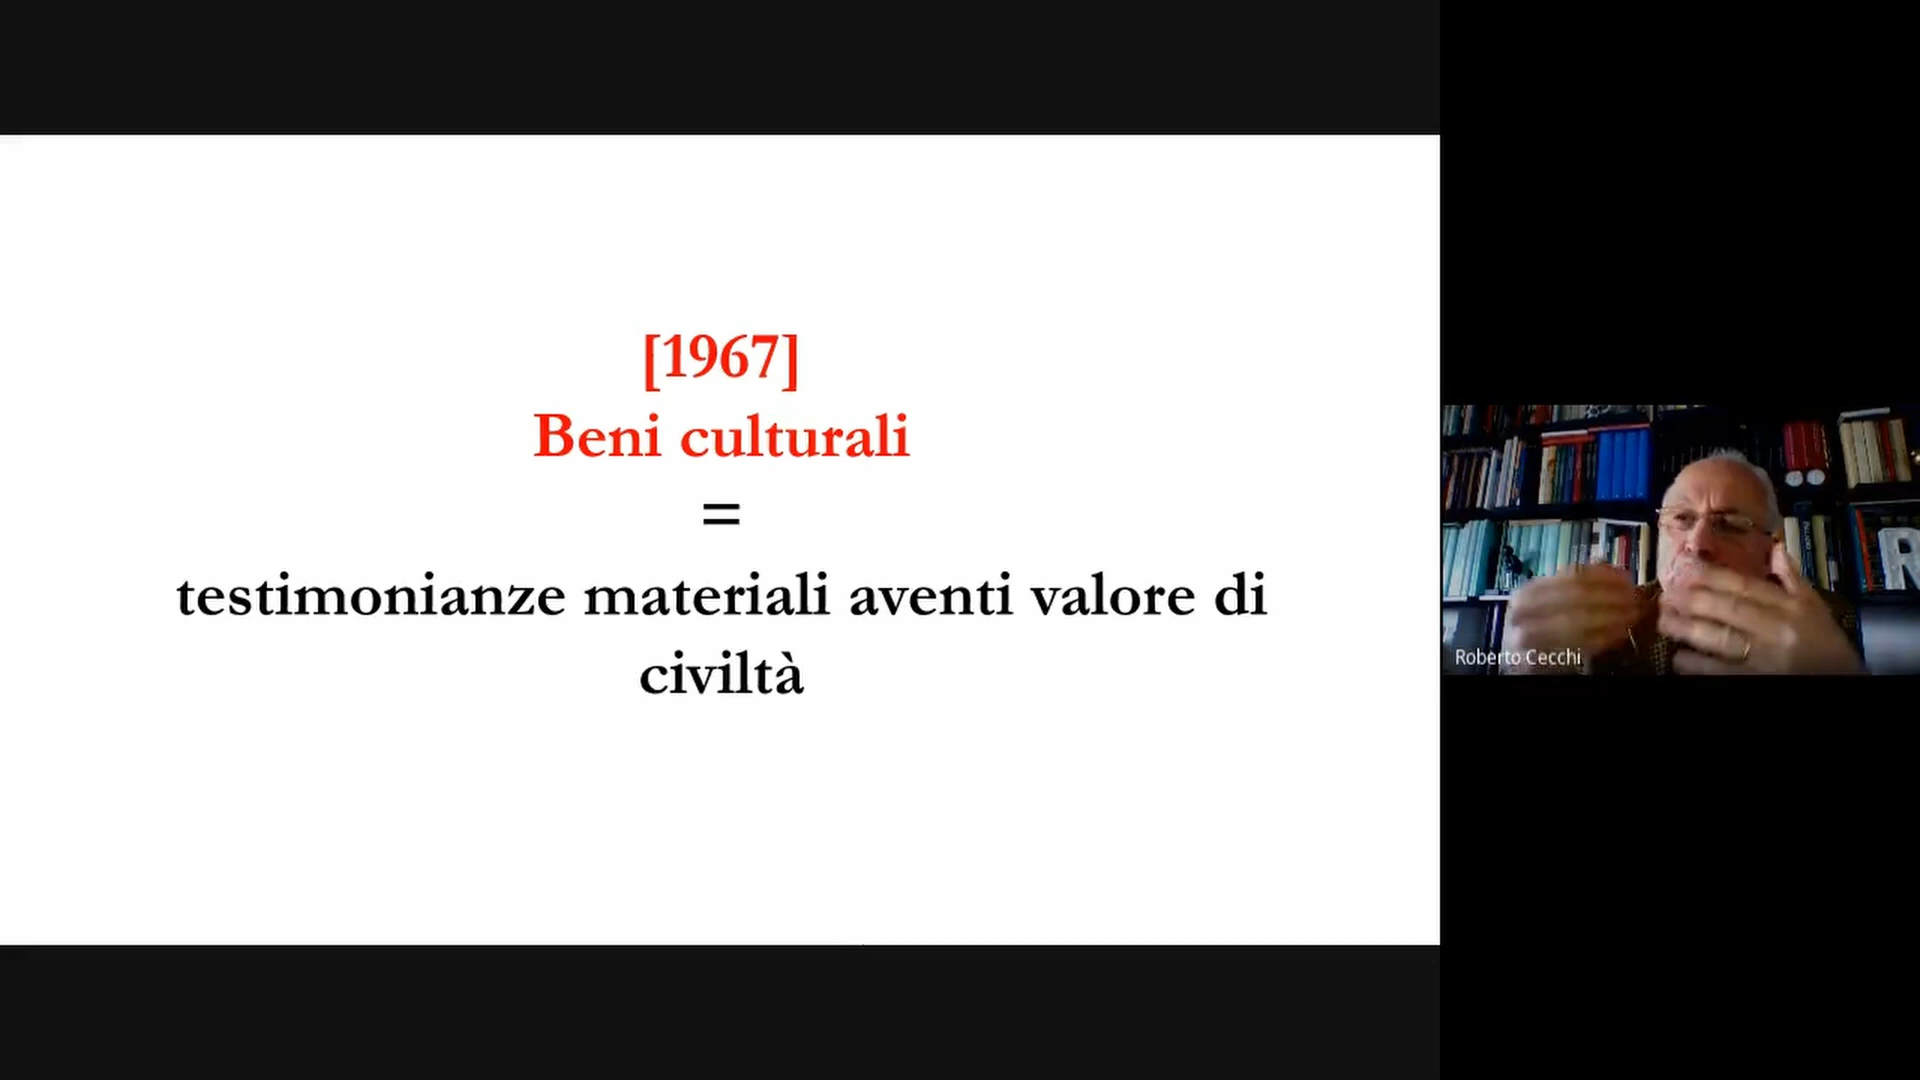 [1967]
Beni culturali
=
testimonianze materiali aventi valore di
civiltà
Roberto Cecchi
R